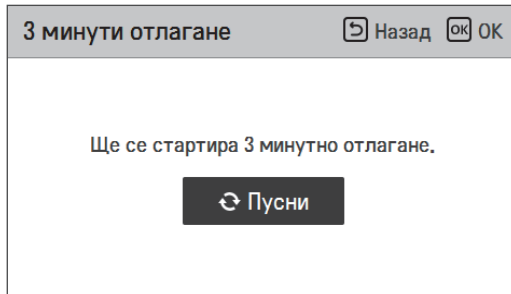 3 минути отлагане Назад OK OK
Ще се стартира 3 минутно отлагане.
Пусни